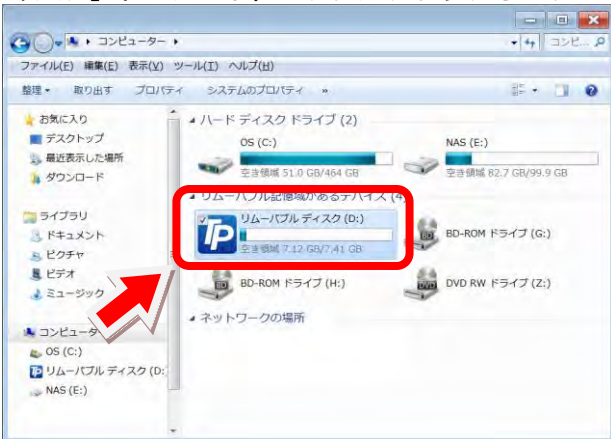 コンピューター
コンピ...
ファイル(F) 編集(E) 表示(V) ツール(T) ヘルプ(H)
整理 取り出す プロパティ システムのプロパティ »
お気に入り
デスクトップ
最近表示した場所
ダウンロード
ライブラリ
ドキュメント
ピクチャ
ビデオ
ミュージック
コンピュータ
OS (C:)
リムーバブル ディスク (D:
NAS (E:)
ハード ディスク ドライブ (2)
OS (C:)
空き領域 51.0 GB/464 GB
NAS (E:)
空き領域 82.7 GB/99.9 GB
リムーバブル記憶域があるデバイス (4)
TP
リムーバブル ディスク (D:)
空き領域 7.12 GB/7.41 GB
BD-ROM ドライブ (G:)
BD
BD-ROM ドライブ (H:)
DVD
DVD RW ドライブ (Z:)
ネットワークの場所